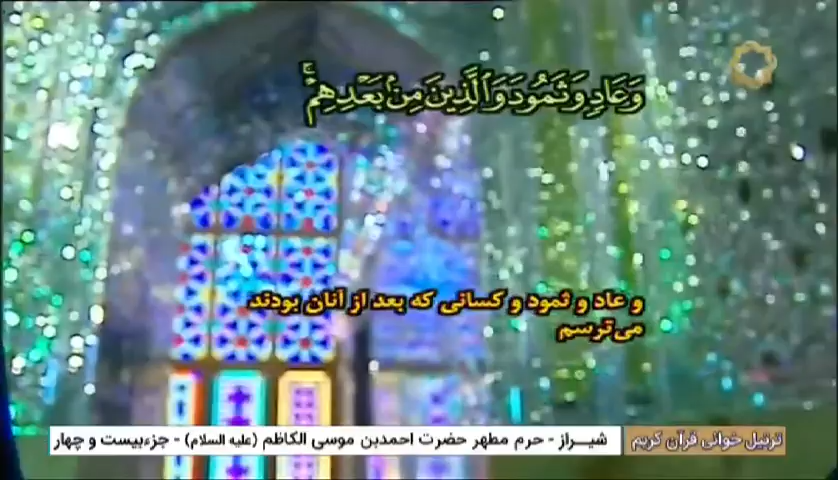 وَعَادٍ وَثَمُودَ وَالَّذِينَ مِنْ بَعْدِهِمْ ۚ
و عاد و ثمود و کسانی که بعد از آنان بودند
می‌ترسم
ترتیل خوانی قرآن کریم
شیـــراز - حرم مطهر حضرت احمدبن موسی الکاظم (علیه السلام) - جزءبیست و چهار